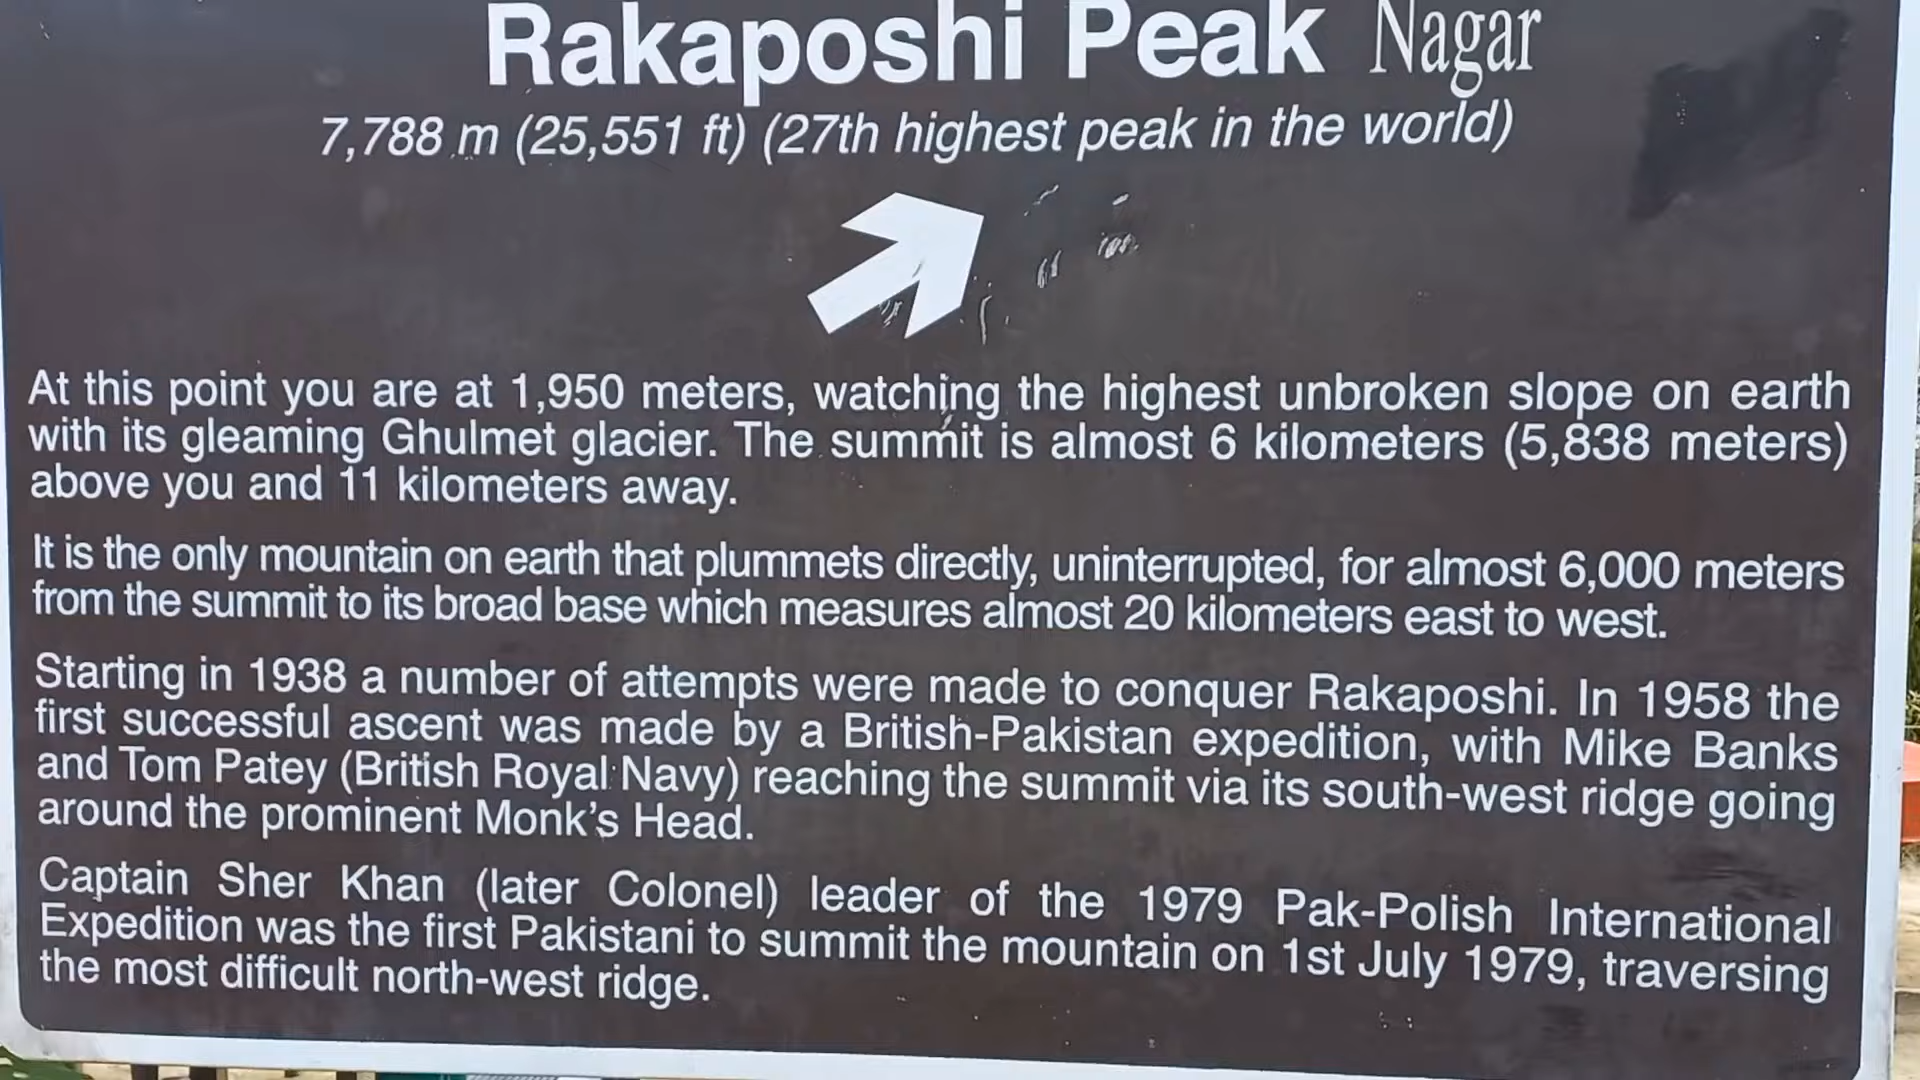 Rakaposhi Peak Nagar
7,788 m (25,551 ft) (27th highest peak in the world)
At this point you are at 1,950 meters, watching the highest unbroken slope on earth
with its gleaming Ghulmet glacier. The summit is almost 6 kilometers (5,838 meters)
above you and 11 kilometers away.
It is the only mountain on earth that plummets directly, uninterrupted, for almost 6,000 meters
from the summit to its broad base which measures almost 20 kilometers east to west.
Starting in 1938 a number of attempts were made to conquer Rakaposhi. In 1958 the
first successful ascent was made by a British-Pakistan expedition, with Mike Banks
and Tom Patey (British Royal Navy) reaching the summit via its south-west ridge going
around the prominent Monk's Head.
Captain Sher Khan (later Colonel) leader of the 1979 Pak-Polish International
Expedition was the first Pakistani to summit the mountain on 1st July 1979, traversing
the most difficult north-west ridge.